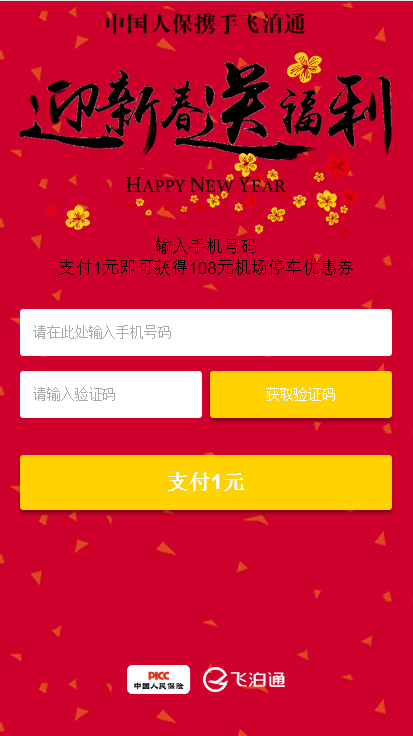 中国人保携手飞泊通
迎新春送福利
HAPPY NEW YEAR
输入手机号码
支付1元即可获得108元机场停车优惠券
请在此处输入手机号码
请输入验证码
获取验证码
支付1元
PICC
中国人民保险
飞泊通